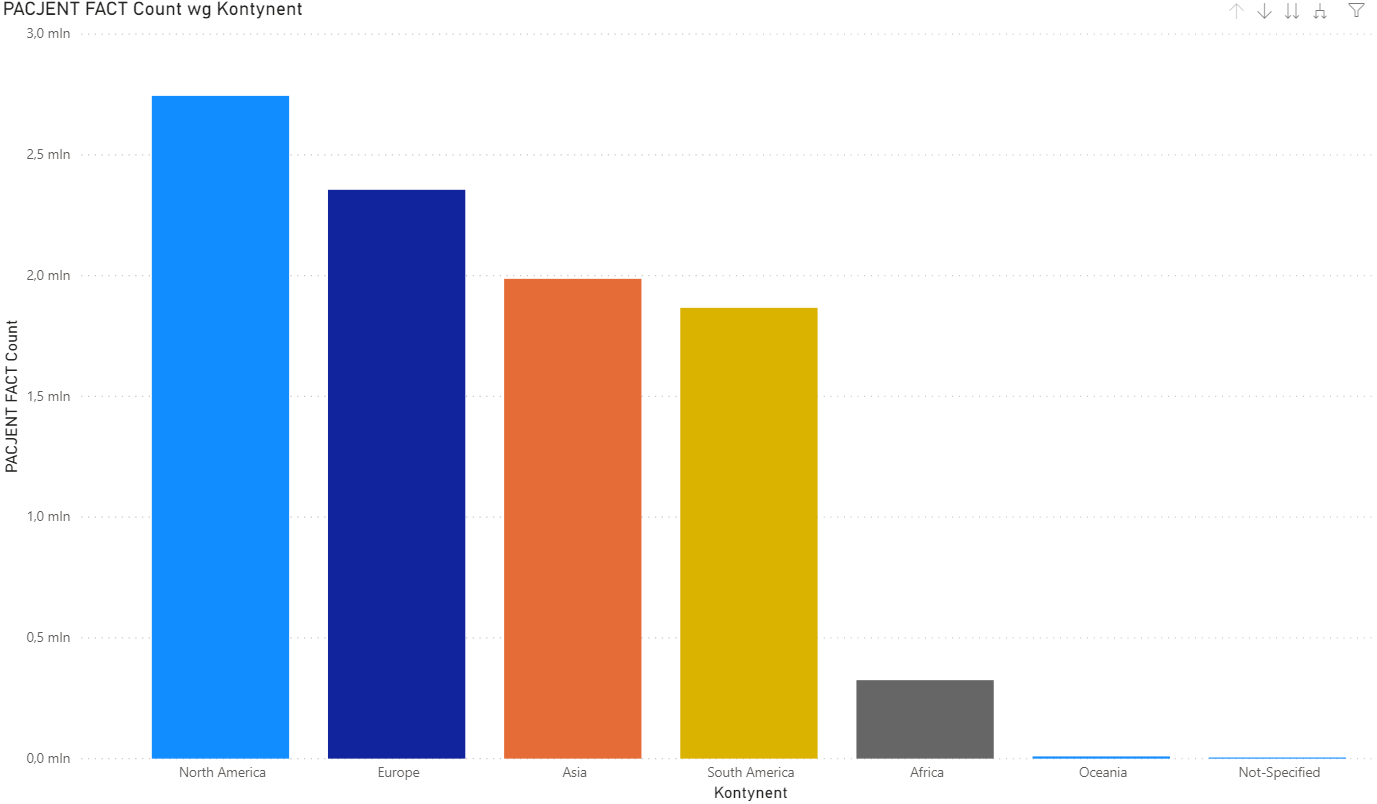 PACJENT FACT Count wg Kontynent
3,0 mln
2,5 mln
2,0 mln
1,5 mln
1,0 mln
0,5 mln
0,0 mln
PACJENT FACT Count
North America Europe Asia South America Africa Oceania Not-Specified
Kontynent